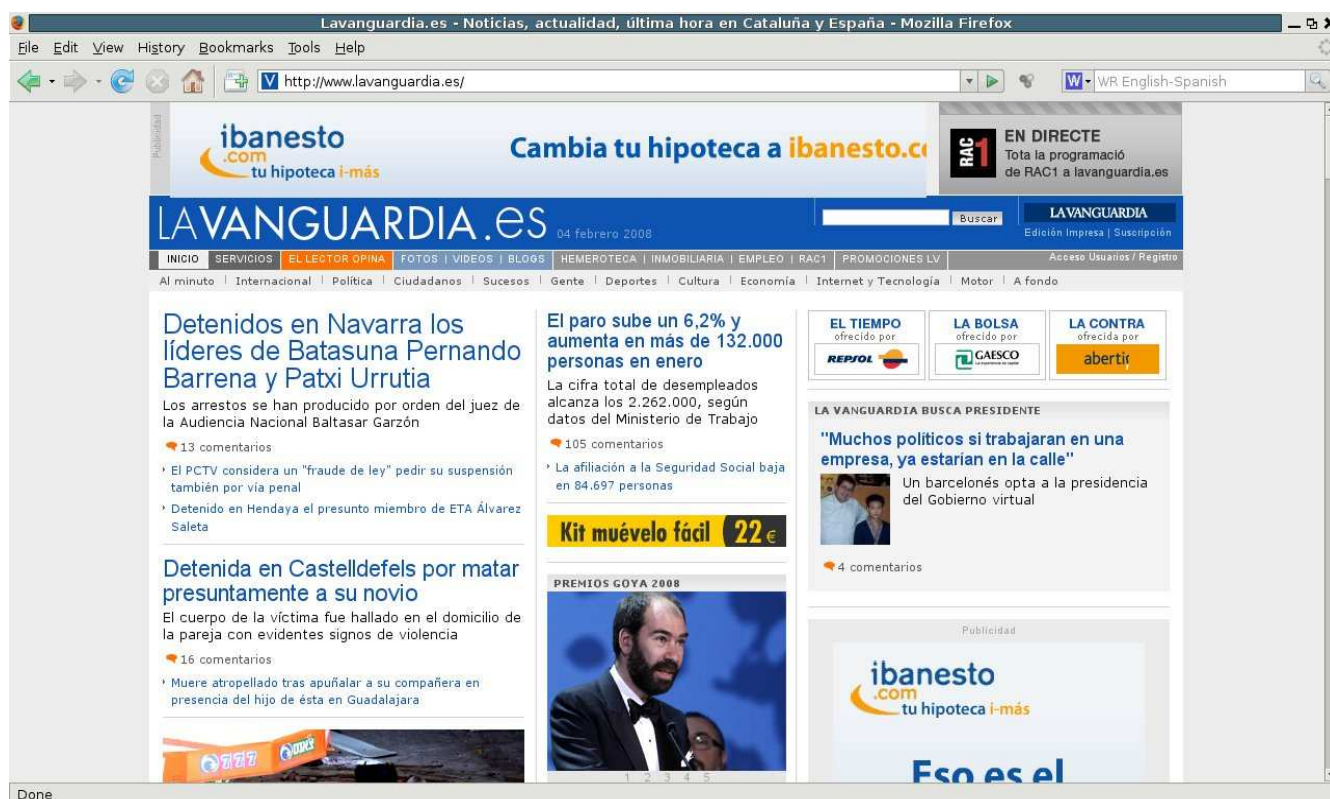 Lavanguardia.es - Noticias, actualidad, última hora en Cataluña y España - Mozilla Firefox
File Edit View History Bookmarks Tools Help
http://www.lavanguardia.es/
WR English-Spanish
Publicidad
ibanesto
.com
tu hipoteca i-más
Cambia tu hipoteca a ibanesto.co
RAC1
EN DIRECTE
Tota la programació
de RAC1 a lavanguardia.es
LAVANGUARDIA.es
04 febrero 2008
Buscar
LA VANGUARDIA
Edición Impresa | Suscripción
INICIO SERVICIOS EL LECTOR OPINA FOTOS | VIDEOS | BLOGS HEMEROTECA | INMOBILIARIA | EMPLEO | RAC1 PROMOCIONES LV
Acceso Usuarios / Registro
Al minuto | Internacional | Política | Ciudadanos | Sucesos | Gente | Deportes | Cultura | Economía | Internet y Tecnología | Motor | A fondo
Detenidos en Navarra los
líderes de Batasuna Pernando
Barrena y Patxi Urrutia
Los arrestos se han producido por orden del juez de
la Audiencia Nacional Baltasar Garzón
13 comentarios
El PCTV considera un "fraude de ley" pedir su suspensión
también por vía penal
Detenido en Hendaya el presunto miembro de ETA Álvarez
Saleta
Detenida en Castelldefels por matar
presuntamente a su novio
El cuerpo de la víctima fue hallado en el domicilio de
la pareja con evidentes signos de violencia
16 comentarios
Muere atropellado tras apuñalar a su compañera en
presencia del hijo de ésta en Guadalajara
777
El paro sube un 6,2% y
aumenta en más de 132.000
personas en enero
La cifra total de desempleados
alcanza los 2.262.000, según
datos del Ministerio de Trabajo
105 comentarios
La afiliación a la Seguridad Social baja
en 84.697 personas
Kit muévelo fácil 22 €
PREMIOS GOYA 2008
1 2 3 4 5
EL TIEMPO
ofrecido por
REPSOL
LA BOLSA
ofrecido por
GAESCO
LA CONTRA
ofrecida por
abertis
LA VANGUARDIA BUSCA PRESIDENTE
"Muchos políticos si trabajaran en una
empresa, ya estarían en la calle"
Un barcelonés opta a la presidencia
del Gobierno virtual
4 comentarios
Publicidad
ibanesto
.com
tu hipoteca i-más
Eso es el
Done